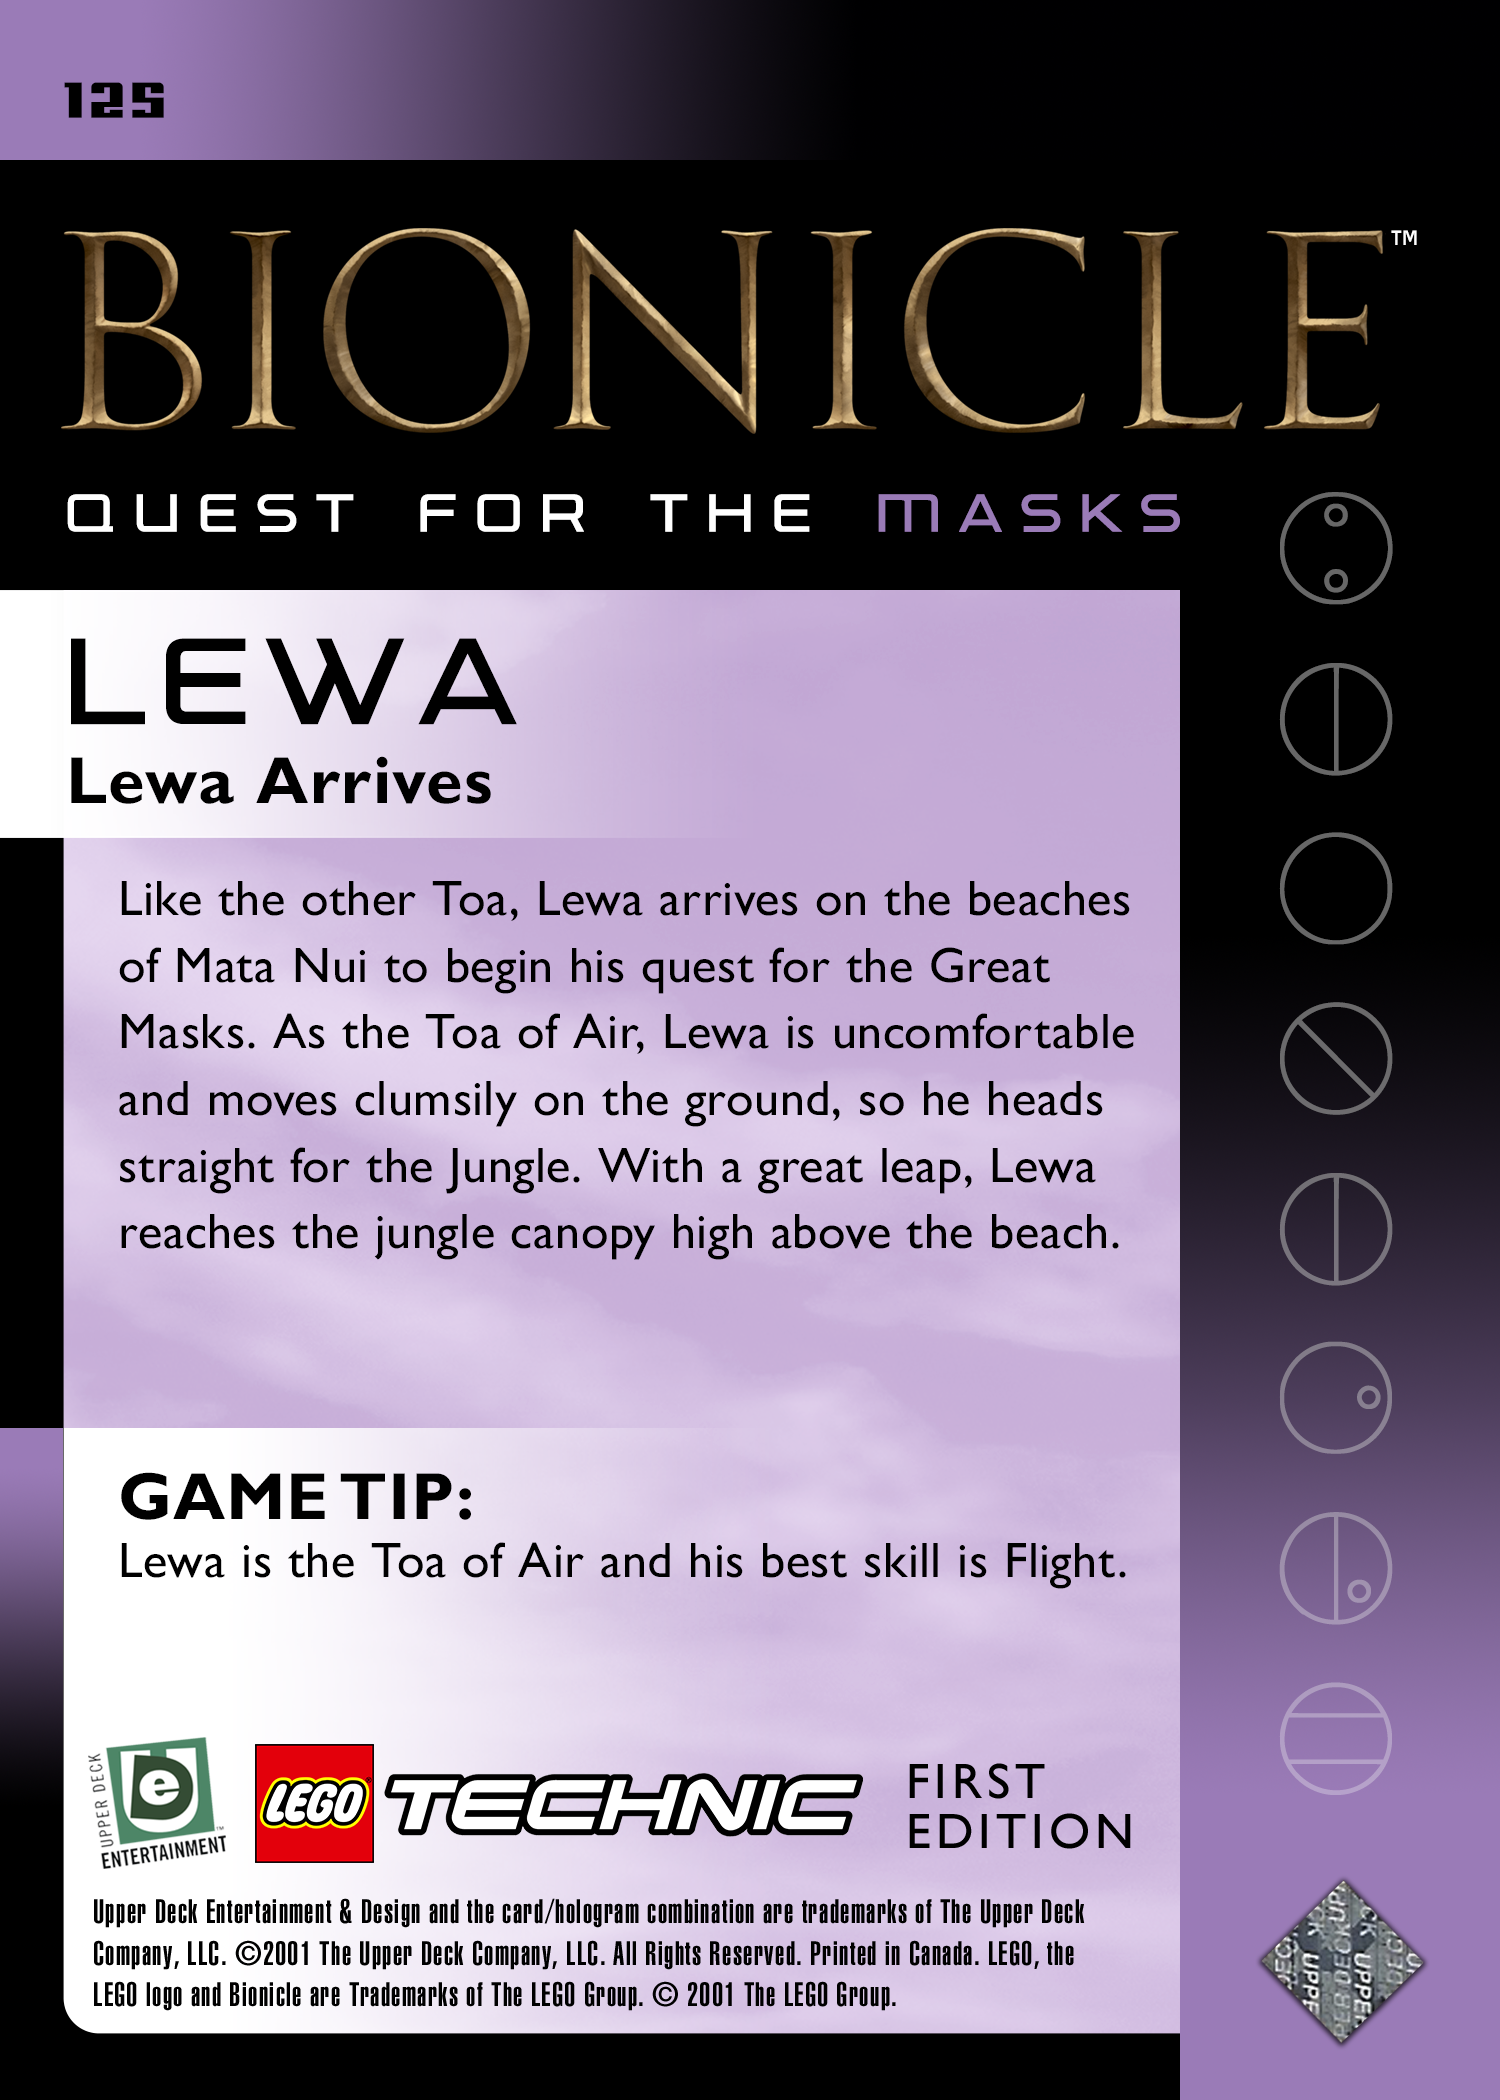 125
BIONICLE™
QUEST FOR THE MASKS
LEWA
Lewa Arrives
Like the other Toa, Lewa arrives on the beaches
of Mata Nui to begin his quest for the Great
Masks. As the Toa of Air, Lewa is uncomfortable
and moves clumsily on the ground, so he heads
straight for the Jungle. With a great leap, Lewa
reaches the jungle canopy high above the beach.
GAME TIP:
Lewa is the Toa of Air and his best skill is Flight.
UPPER DECK
ENTERTAINMENT™
LEGO TECHNIC
FIRST
EDITION
Upper Deck Entertainment & Design and the card/hologram combination are trademarks of The Upper Deck
Company, LLC. ©2001 The Upper Deck Company, LLC. All Rights Reserved. Printed in Canada. LEGO, the
LEGO logo and Bionicle are Trademarks of The LEGO Group. © 2001 The LEGO Group.